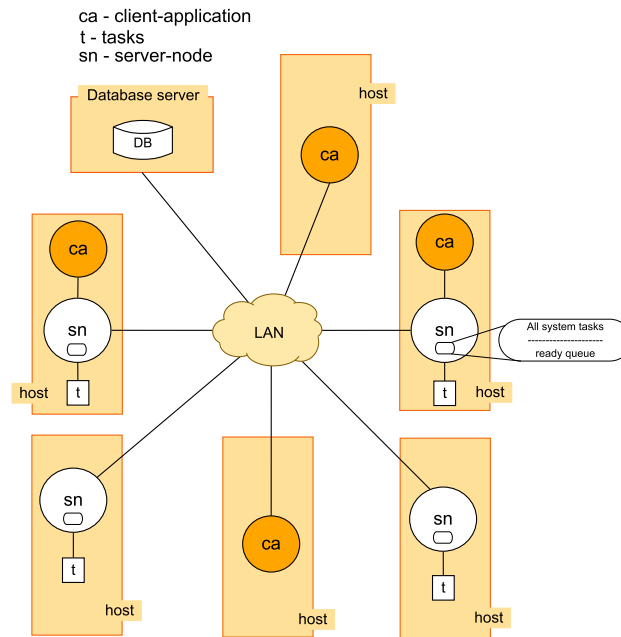 ca - client-application
t - tasks
sn - server-node
Database server
DB
host
ca
ca
sn
t
host
ca
sn
t
host
All system tasks
---------------------
ready queue
LAN
sn
t
host
ca
host
sn
t
host